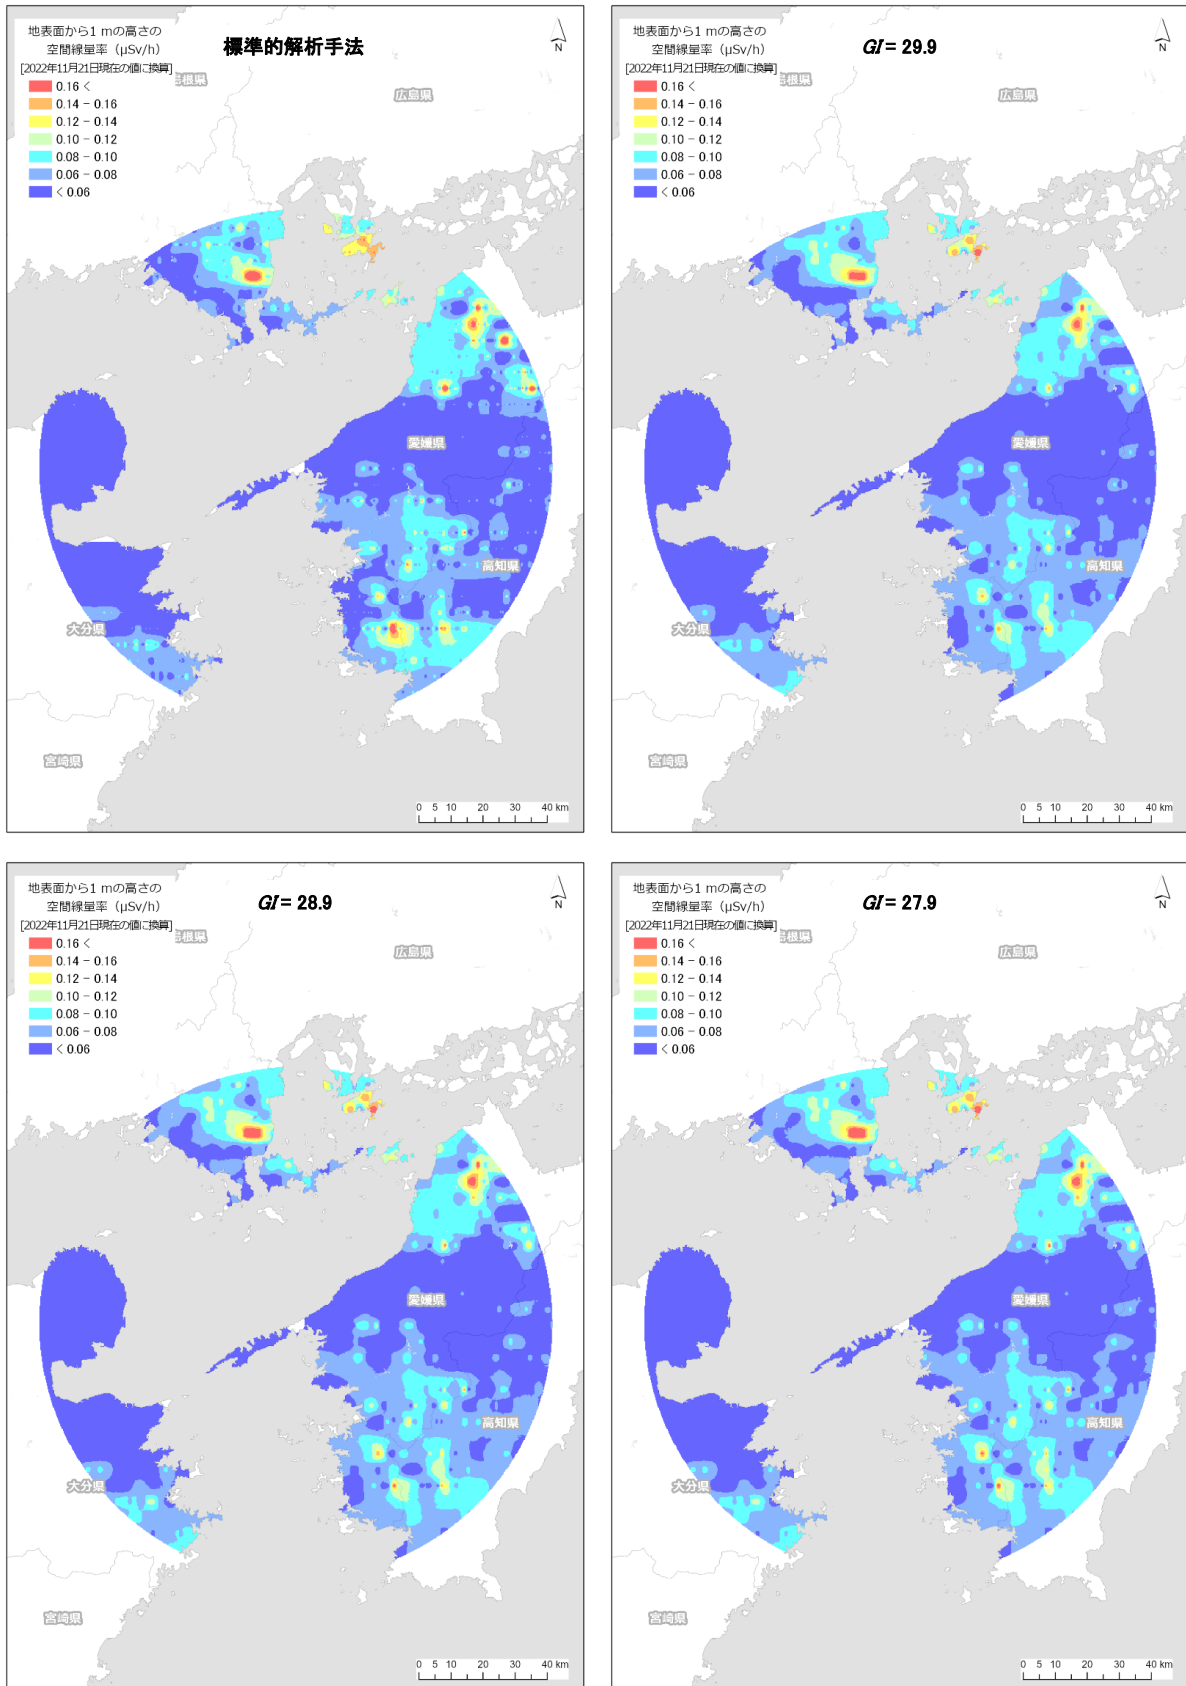 地表面から1 mの高さの
空間線量率（μSv/h）
[2022年11月21日現在の値に換算]
0.16 <
0.14 - 0.16
0.12 - 0.14
0.10 - 0.12
0.08 - 0.10
0.06 - 0.08
< 0.06
標準的解析手法
N
島根県
広島県
愛媛県
高知県
大分県
宮崎県
0 5 10 20 30 40 km
地表面から1 mの高さの
空間線量率（μSv/h）
[2022年11月21日現在の値に換算]
0.16 <
0.14 - 0.16
0.12 - 0.14
0.10 - 0.12
0.08 - 0.10
0.06 - 0.08
< 0.06
GI = 29.9
N
島根県
広島県
愛媛県
高知県
大分県
宮崎県
0 5 10 20 30 40 km
地表面から1 mの高さの
空間線量率（μSv/h）
[2022年11月21日現在の値に換算]
0.16 <
0.14 - 0.16
0.12 - 0.14
0.10 - 0.12
0.08 - 0.10
0.06 - 0.08
< 0.06
GI = 28.9
N
島根県
広島県
愛媛県
高知県
大分県
宮崎県
0 5 10 20 30 40 km
地表面から1 mの高さの
空間線量率（μSv/h）
[2022年11月21日現在の値に換算]
0.16 <
0.14 - 0.16
0.12 - 0.14
0.10 - 0.12
0.08 - 0.10
0.06 - 0.08
< 0.06
GI = 27.9
N
島根県
広島県
愛媛県
高知県
大分県
宮崎県
0 5 10 20 30 40 km